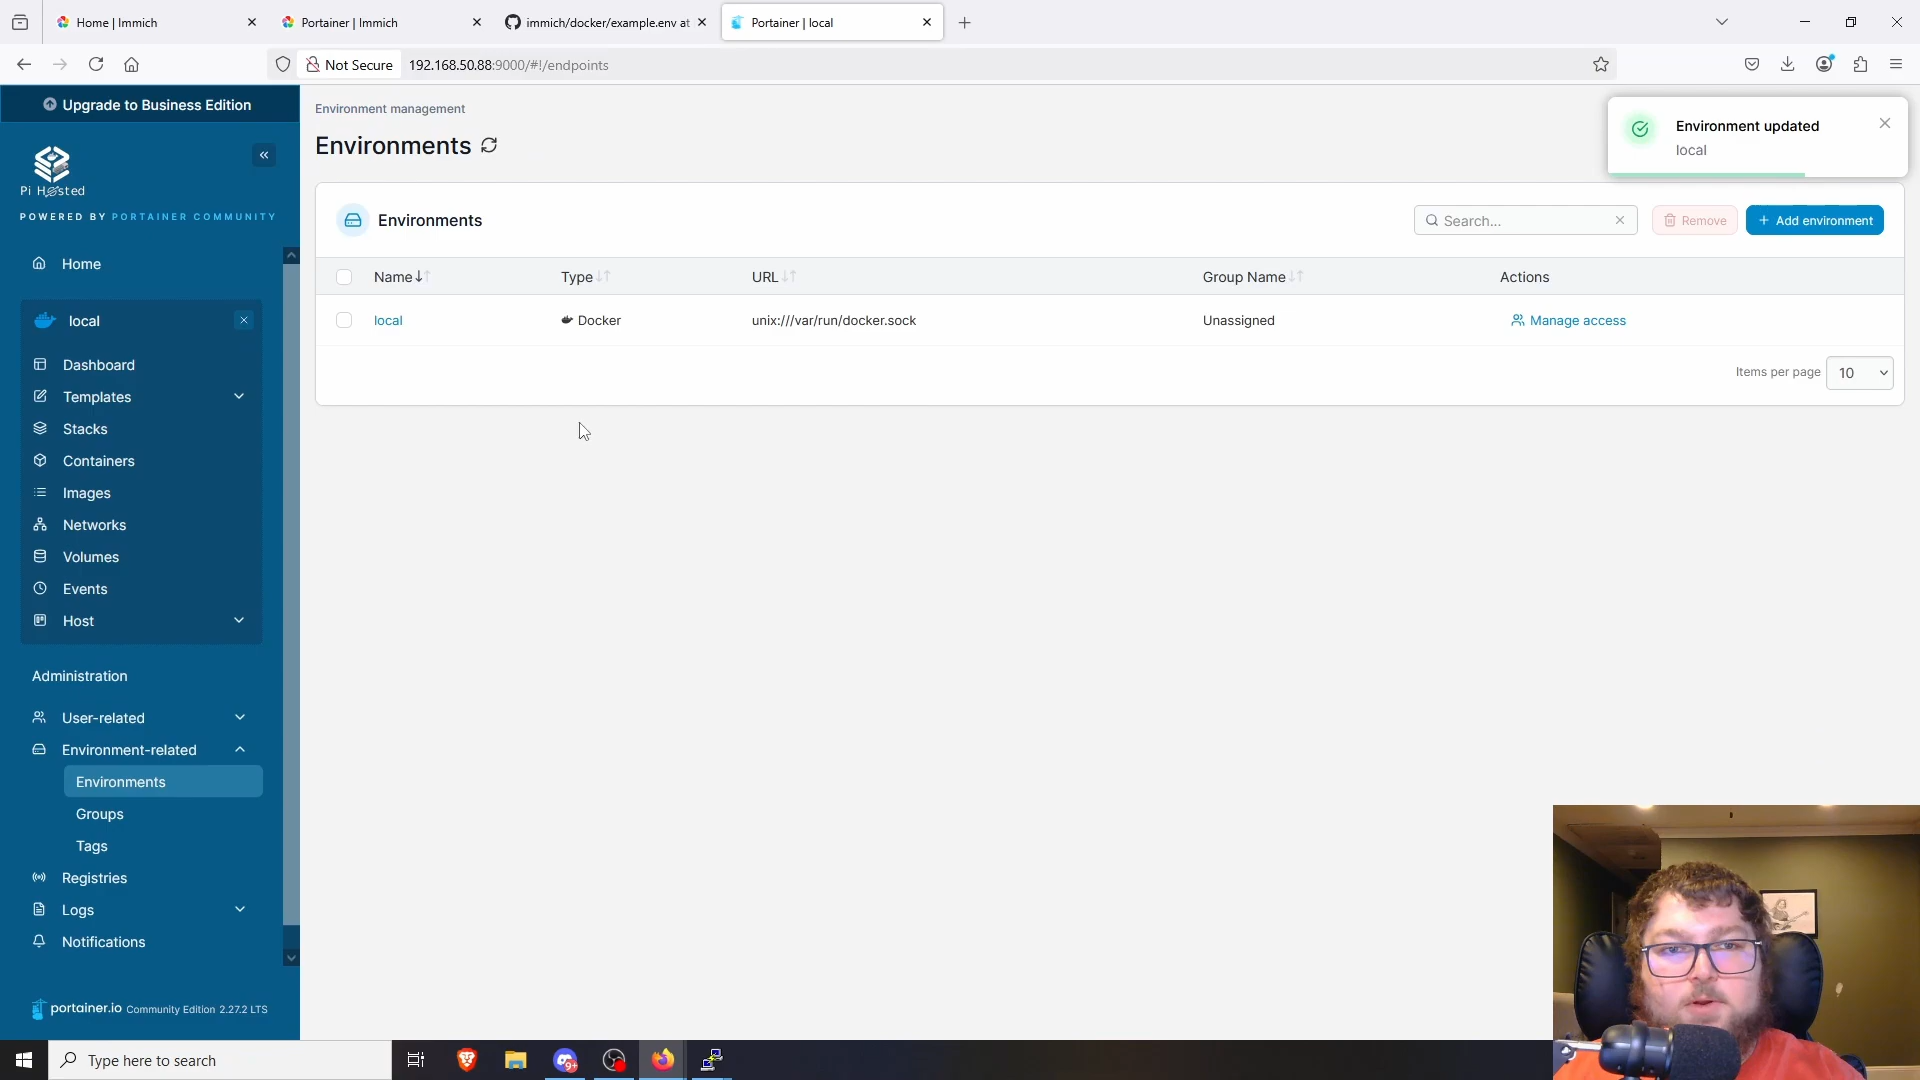 Home | Immich
Portainer | Immich
immich/docker/example.env at
Portainer | local
Not Secure
192.168.50.88:9000/#!/endpoints
Upgrade to Business Edition
Pi Hosted
POWERED BY PORTAINER COMMUNITY
Home
local
Dashboard
Templates
Stacks
Containers
Images
Networks
Volumes
Events
Host
Administration
User-related
Environment-related
Environments
Groups
Tags
Registries
Logs
Notifications
portainer.io Community Edition 2.27.2 LTS
Environment management
Environments
Environment updated
local
Environments
Search...
Remove
+ Add environment
Name
Type
URL
Group Name
Actions
local
Docker
unix:///var/run/docker.sock
Unassigned
Manage access
Items per page
10
Type here to search
9+